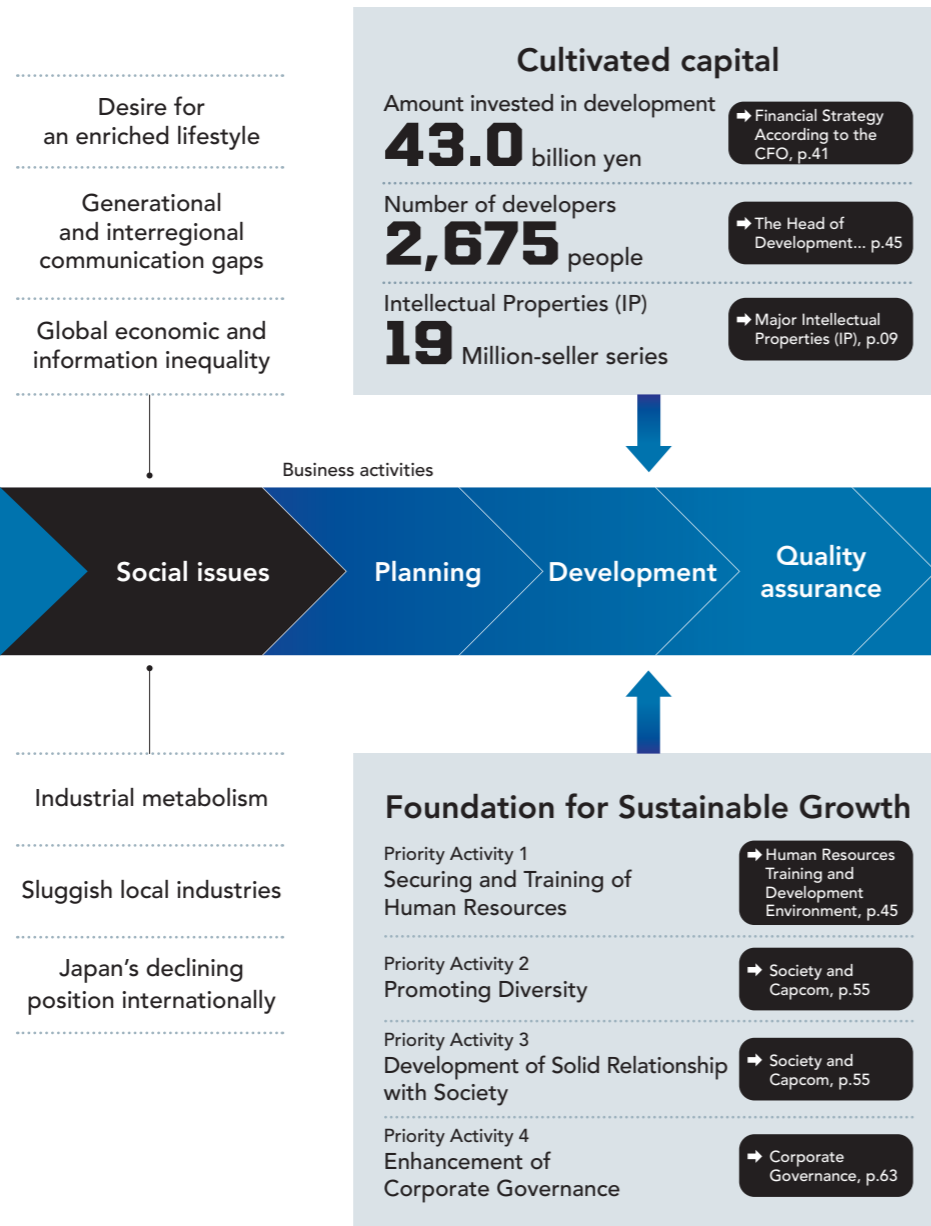 Desire for
an enriched lifestyle
Generational
and interregional
communication gaps
Global economic and
information inequality
Cultivated capital
Amount invested in development
43.0 billion yen
➡ Financial Strategy
According to the
CFO, p.41
Number of developers
2,675 people
➡ The Head of
Development... p.45
Intellectual Properties (IP)
19 Million-seller series
➡ Major Intellectual
Properties (IP), p.09
Business activities
Social issues
Planning
Development
Quality
assurance
Industrial metabolism
Sluggish local industries
Japan’s declining
position internationally
Foundation for Sustainable Growth
Priority Activity 1
Securing and Training of
Human Resources
➡ Human Resources
Training and
Development
Environment, p.45
Priority Activity 2
Promoting Diversity
➡ Society and
Capcom, p.55
Priority Activity 3
Development of Solid Relationship
with Society
➡ Society and
Capcom, p.55
Priority Activity 4
Enhancement of
Corporate Governance
➡ Corporate
Governance, p.63